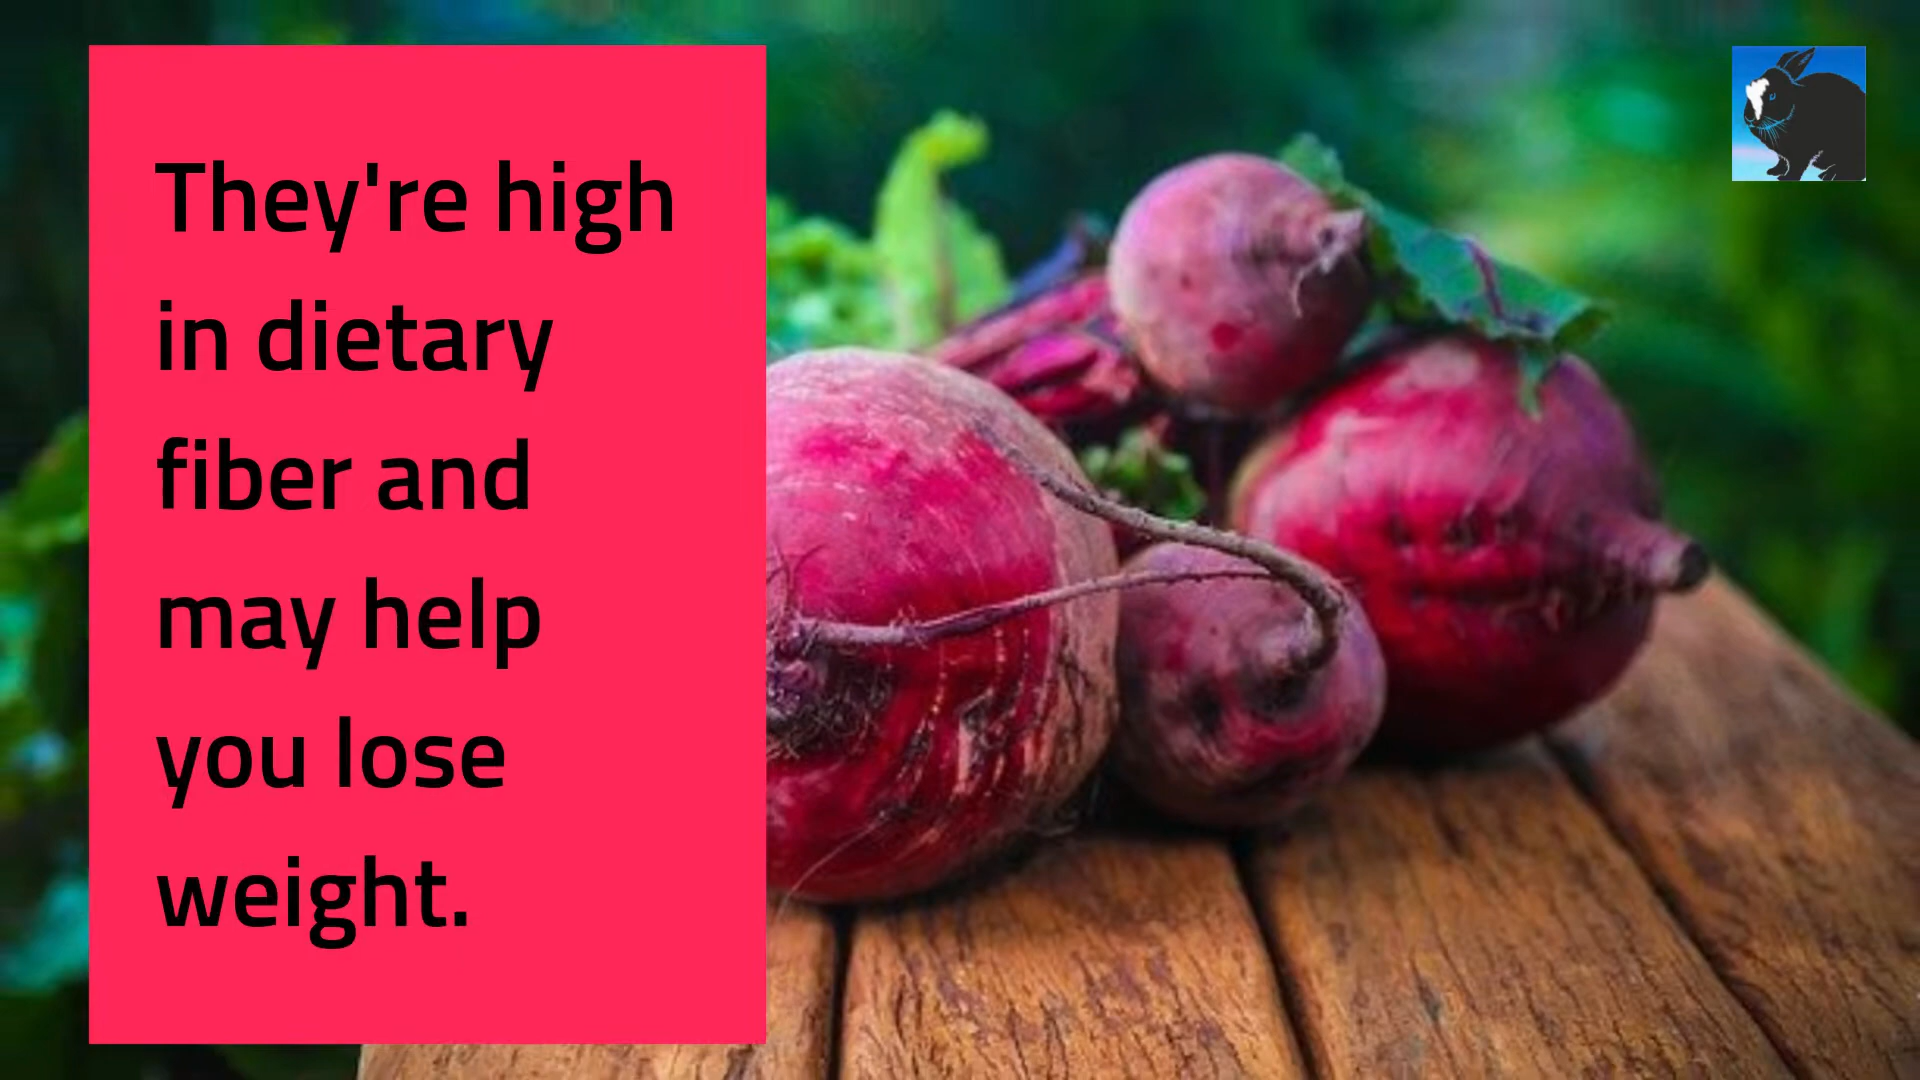 They're high
in dietary
fiber and
may help
you lose
weight.